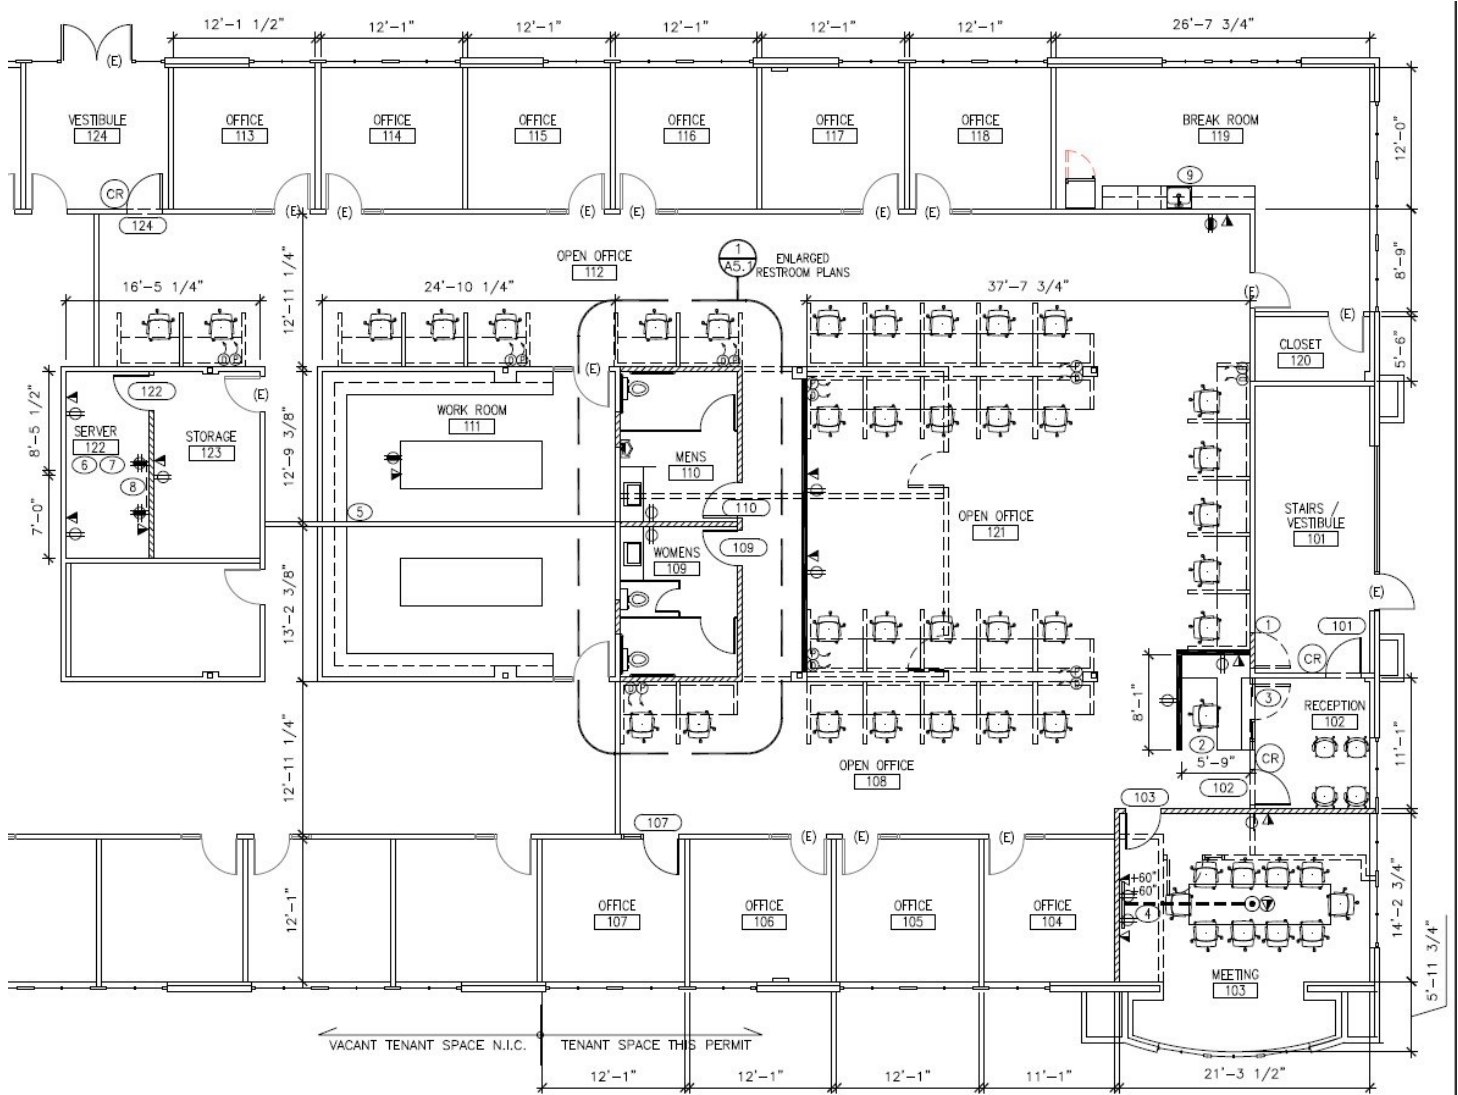 12'-1 1/2"
12'-1"
12'-1"
12'-1"
12'-1"
12'-1"
26'-7 3/4"
(E)
VESTIBULE
124
OFFICE
113
OFFICE
114
OFFICE
115
OFFICE
116
OFFICE
117
OFFICE
118
BREAK ROOM
119
12'-0"
CR
9
124
(E)
(E)
(E)
(E)
(E)
(E)
OPEN OFFICE
112
1
A5.1
ENLARGED
RESTROOM PLANS
8'-9"
16'-5 1/4"
12'-11 1/4"
24'-10 1/4"
37'-7 3/4"
(E)
(E)
CLOSET
120
5'-6"
122
(E)
(E)
8'-5 1/2"
SERVER
122
6
7
8
STORAGE
123
12'-9 3/8"
WORK ROOM
111
MENS
110
110
7'-0"
5
OPEN OFFICE
121
STAIRS /
VESTIBULE
101
109
WOMENS
109
13'-2 3/8"
(E)
1
101
CR
8'-1"
3
RECEPTION
102
2
5'-9"
CR
11'-1"
12'-11 1/4"
OPEN OFFICE
108
102
103
107
(E)
(E)
(E)
12'-1"
OFFICE
107
OFFICE
106
OFFICE
105
OFFICE
104
+60"
+60"
4
14'-2 3/4"
MEETING
103
5'-11 3/4"
VACANT TENANT SPACE N.I.C.
TENANT SPACE THIS PERMIT
12'-1"
12'-1"
12'-1"
11'-1"
21'-3 1/2"